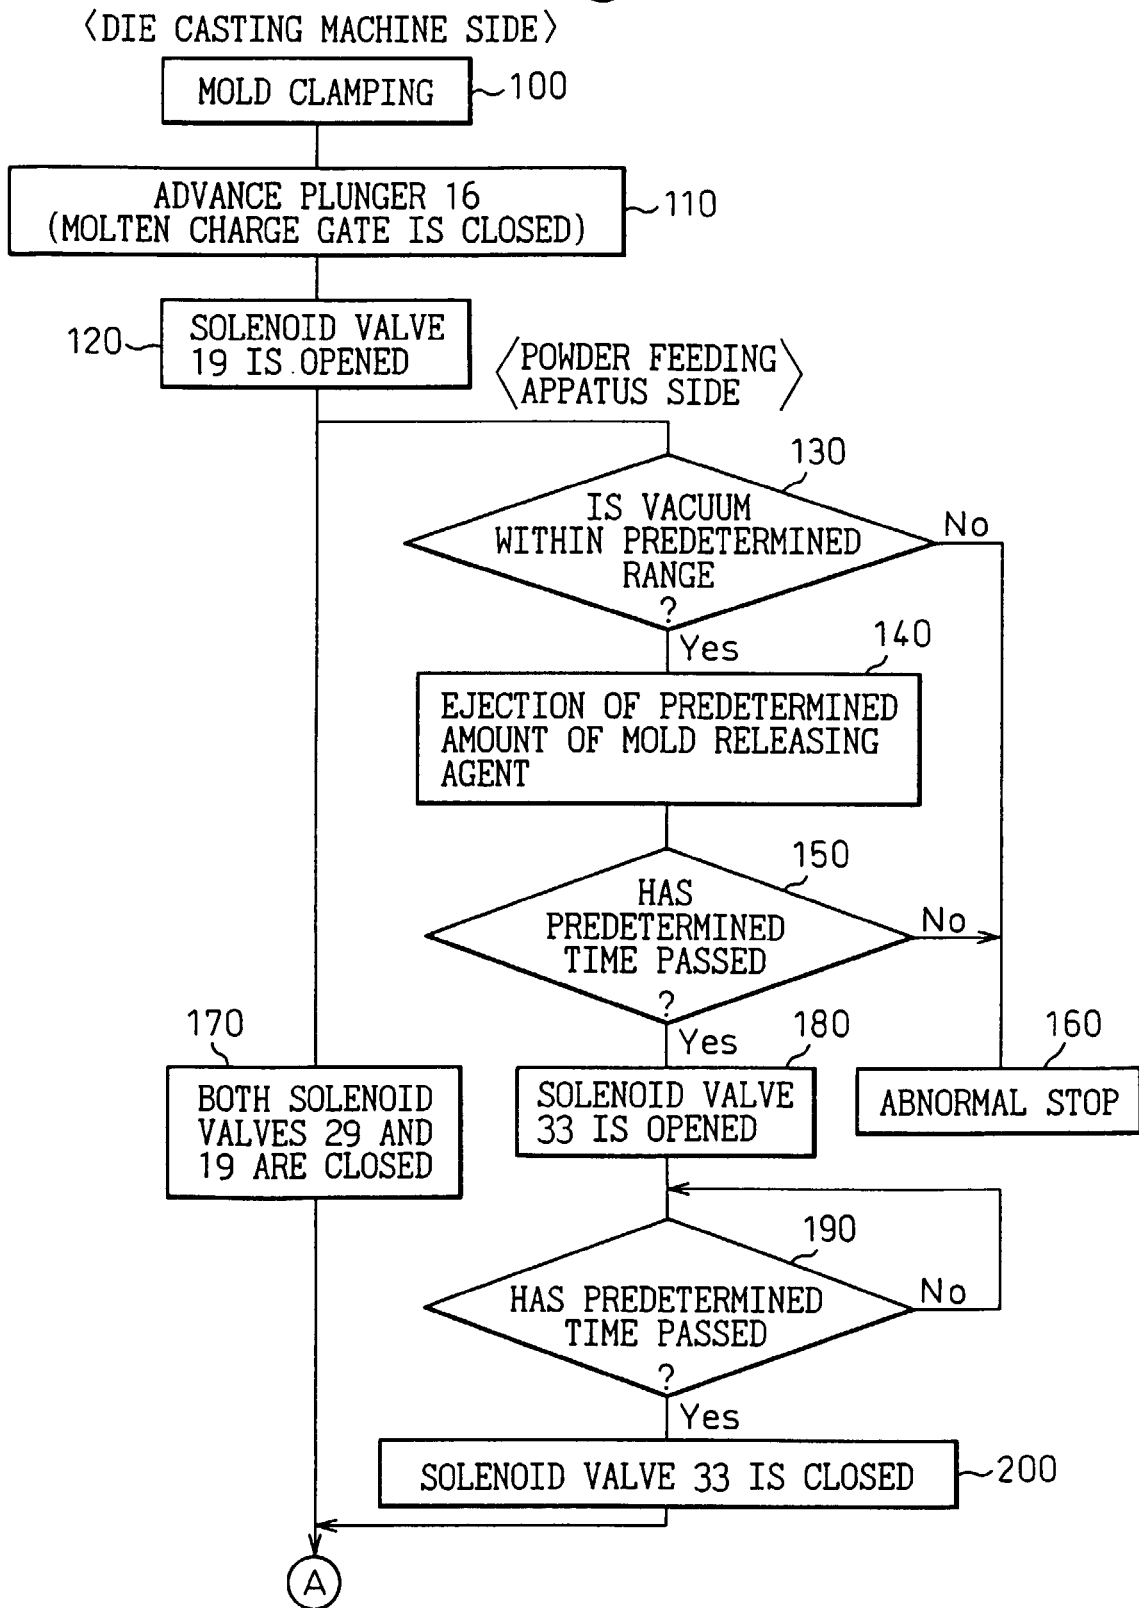 〈DIE CASTING MACHINE SIDE〉
MOLD CLAMPING
100
ADVANCE PLUNGER 16
(MOLTEN CHARGE GATE IS CLOSED)
110
120
SOLENOID VALVE
19 IS OPENED
〈POWDER FEEDING
APPATUS SIDE〉
130
IS VACUUM
WITHIN PREDETERMINED
RANGE
?
No
Yes
140
EJECTION OF PREDETERMINED
AMOUNT OF MOLD RELEASING
AGENT
150
HAS
PREDETERMINED
TIME PASSED
?
No
Yes
170
BOTH SOLENOID
VALVES 29 AND
19 ARE CLOSED
180
SOLENOID VALVE
33 IS OPENED
160
ABNORMAL STOP
190
HAS PREDETERMINED
TIME PASSED
?
No
Yes
SOLENOID VALVE 33 IS CLOSED
200
A